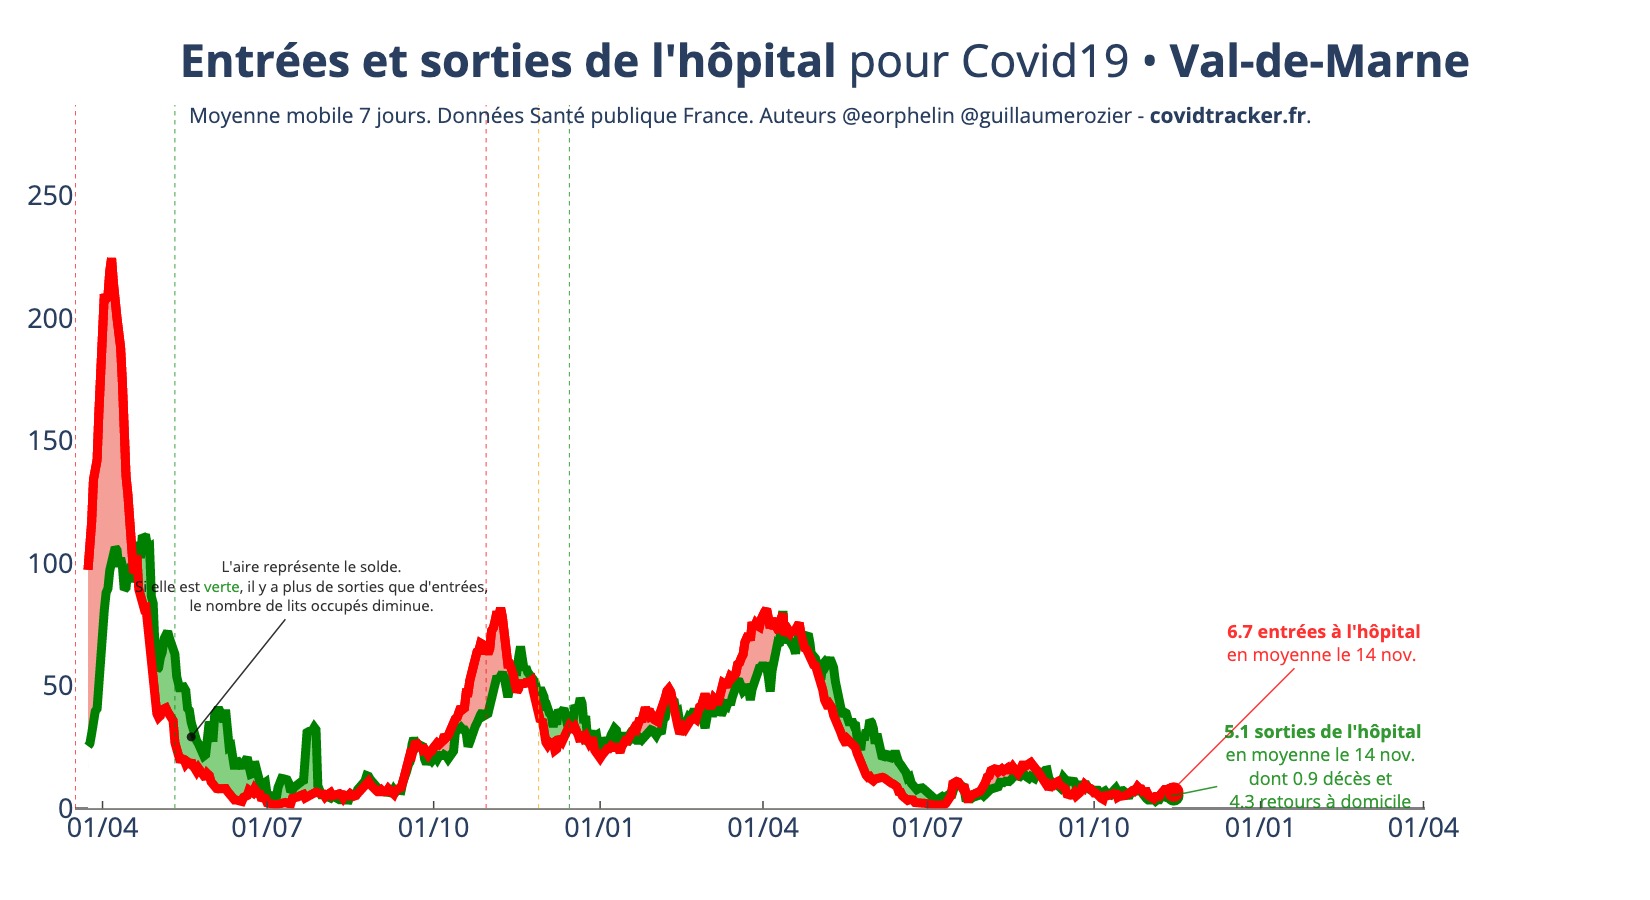 Entrées et sorties de l'hôpital pour Covid19 • Val-de-Marne
Moyenne mobile 7 jours. Données Santé publique France. Auteurs @eorphelin @guillaumerozier - covidtracker.fr.
250
200
150
100
50
0
L'aire représente le solde.
Si elle est verte, il y a plus de sorties que d'entrées,
le nombre de lits occupés diminue.
6.7 entrées à l'hôpital
en moyenne le 14 nov.
5.1 sorties de l'hôpital
en moyenne le 14 nov.
dont 0.9 décès et
4.3 retours à domicile
01/04 01/07 01/10 01/01 01/04 01/07 01/10 01/01 01/04